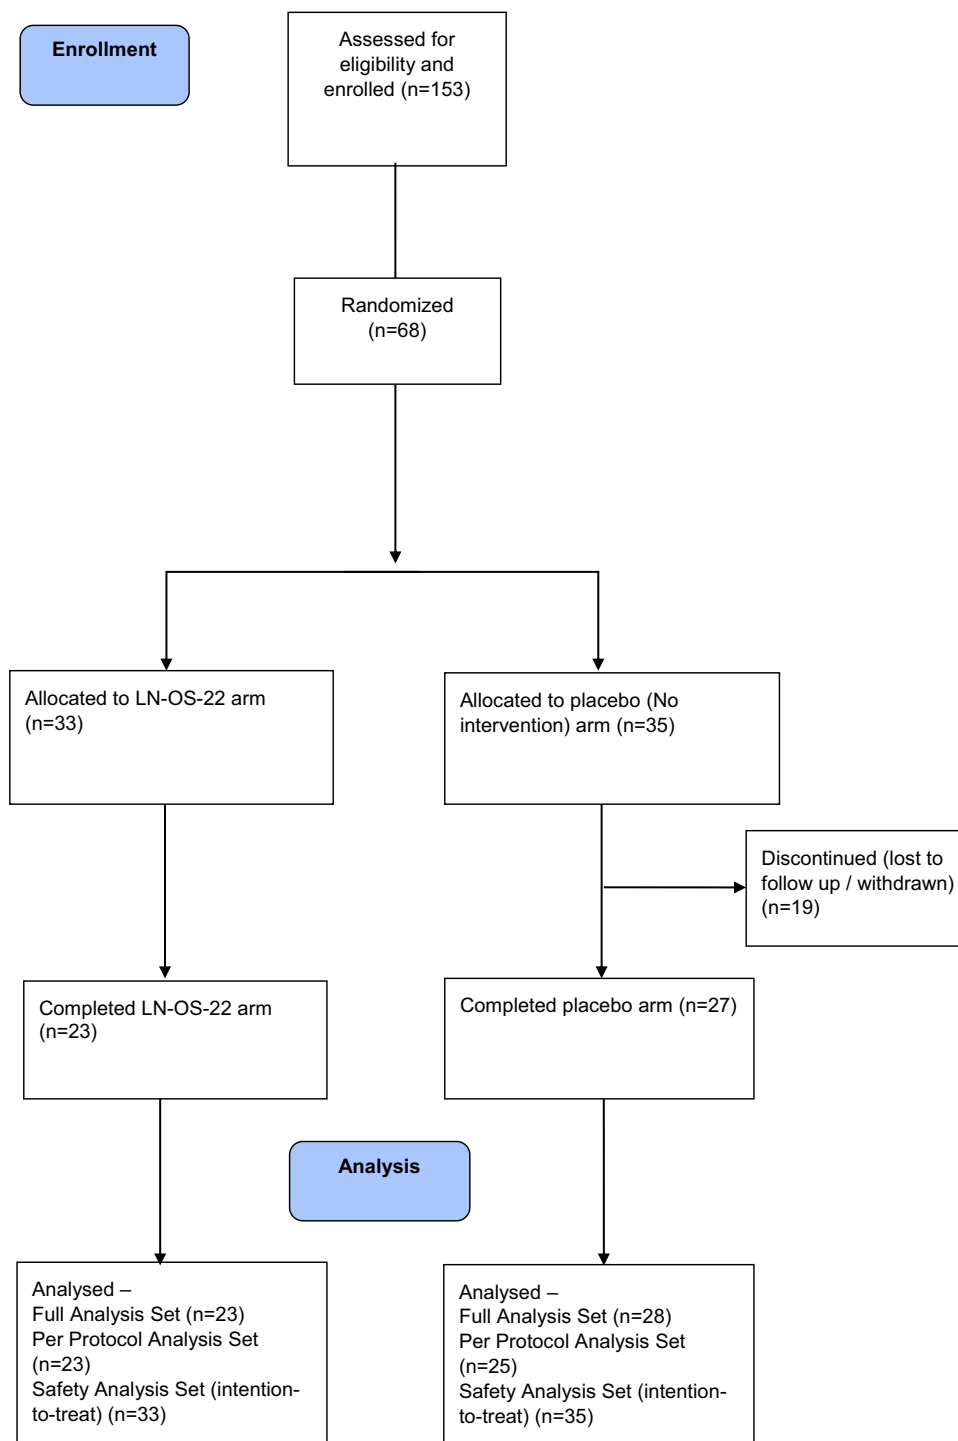 Enrollment
Assessed for
eligibility and
enrolled (n=153)
Randomized
(n=68)
Allocated to LN-OS-22 arm
(n=33)
Allocated to placebo (No
intervention) arm (n=35)
Discontinued (lost to
follow up / withdrawn)
(n=19)
Completed LN-OS-22 arm
(n=23)
Completed placebo arm (n=27)
Analysis
Analysed –
Full Analysis Set (n=23)
Per Protocol Analysis Set
(n=23)
Safety Analysis Set (intention-
to-treat) (n=33)
Analysed –
Full Analysis Set (n=28)
Per Protocol Analysis Set
(n=25)
Safety Analysis Set (intention-
to-treat) (n=35)